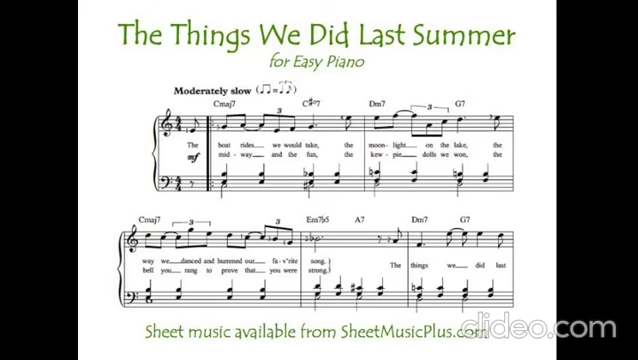 The Things We Did Last Summer
for Easy Piano
Moderately slow
Cmaj7 C#°7 Dm7 G7
The boat rides we would take, the moon- light on the lake, the
mf mid- way and the fun, the kew- pie dolls we won, the
Cmaj7 Em7b5 A7 Dm7 G7
way we danced and hummed our fav'rite song. The things we did last
bell you rang to prove that you were strong.
Sheet music available from SheetMusicPlus.com
clideo.com